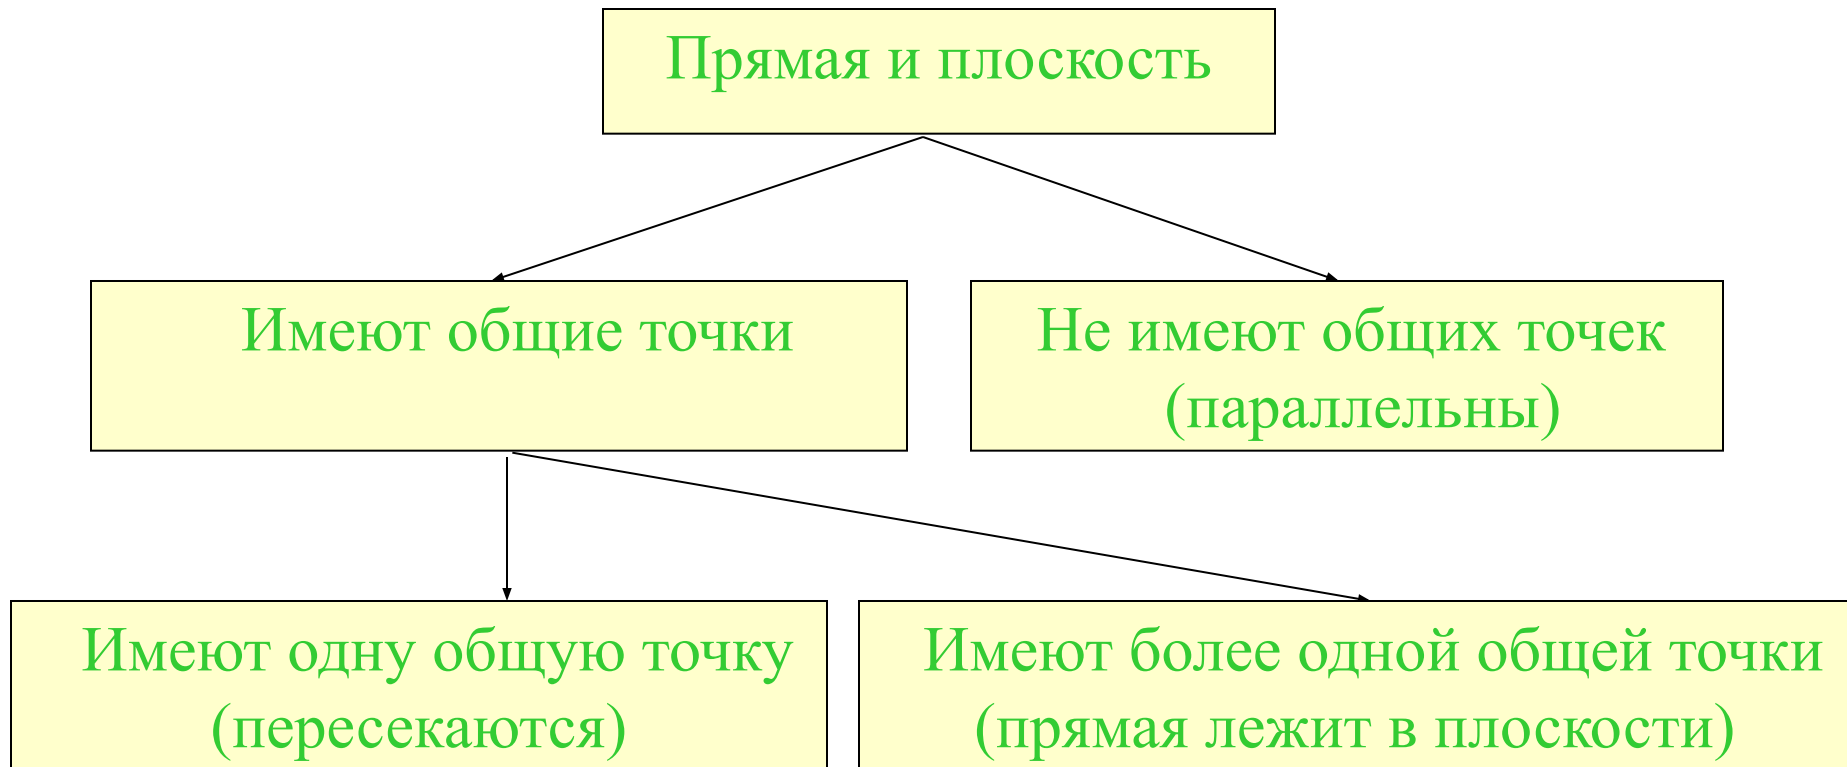 Прямая и плоскость
Имеют общие точки
Не имеют общих точек
(параллельны)
Имеют одну общую точку
(пересекаются)
Имеют более одной общей точки
(прямая лежит в плоскости)